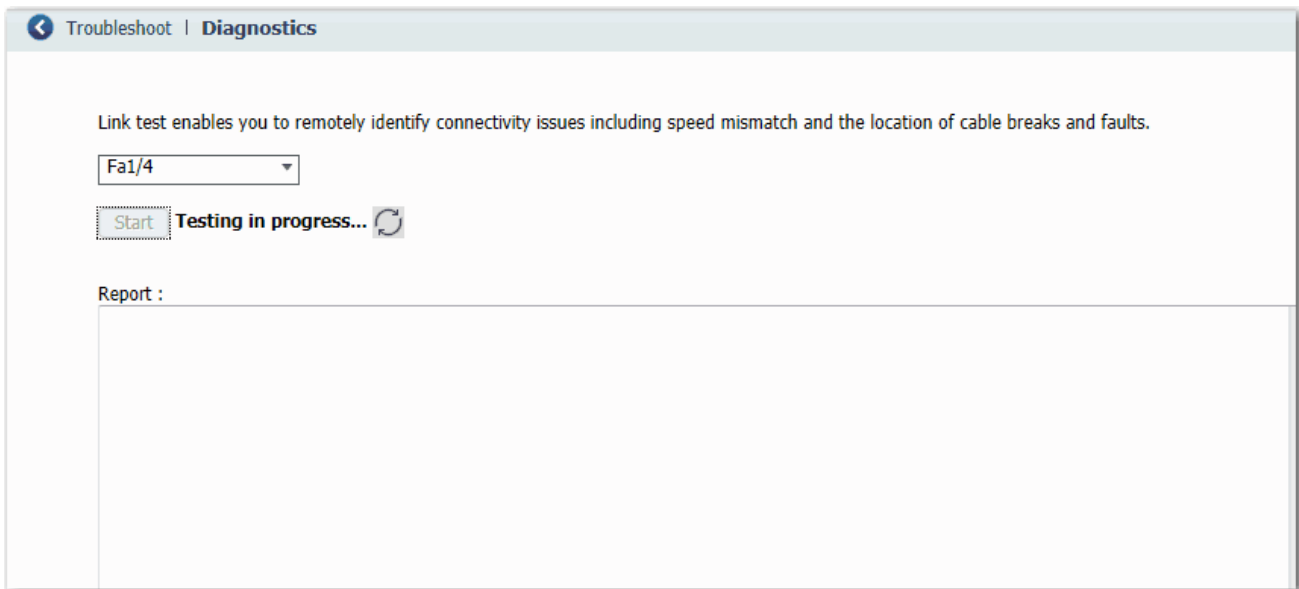 Troubleshoot | Diagnostics
Link test enables you to remotely identify connectivity issues including speed mismatch and the location of cable breaks and faults.
Fa1/4
Start Testing in progress...
Report :